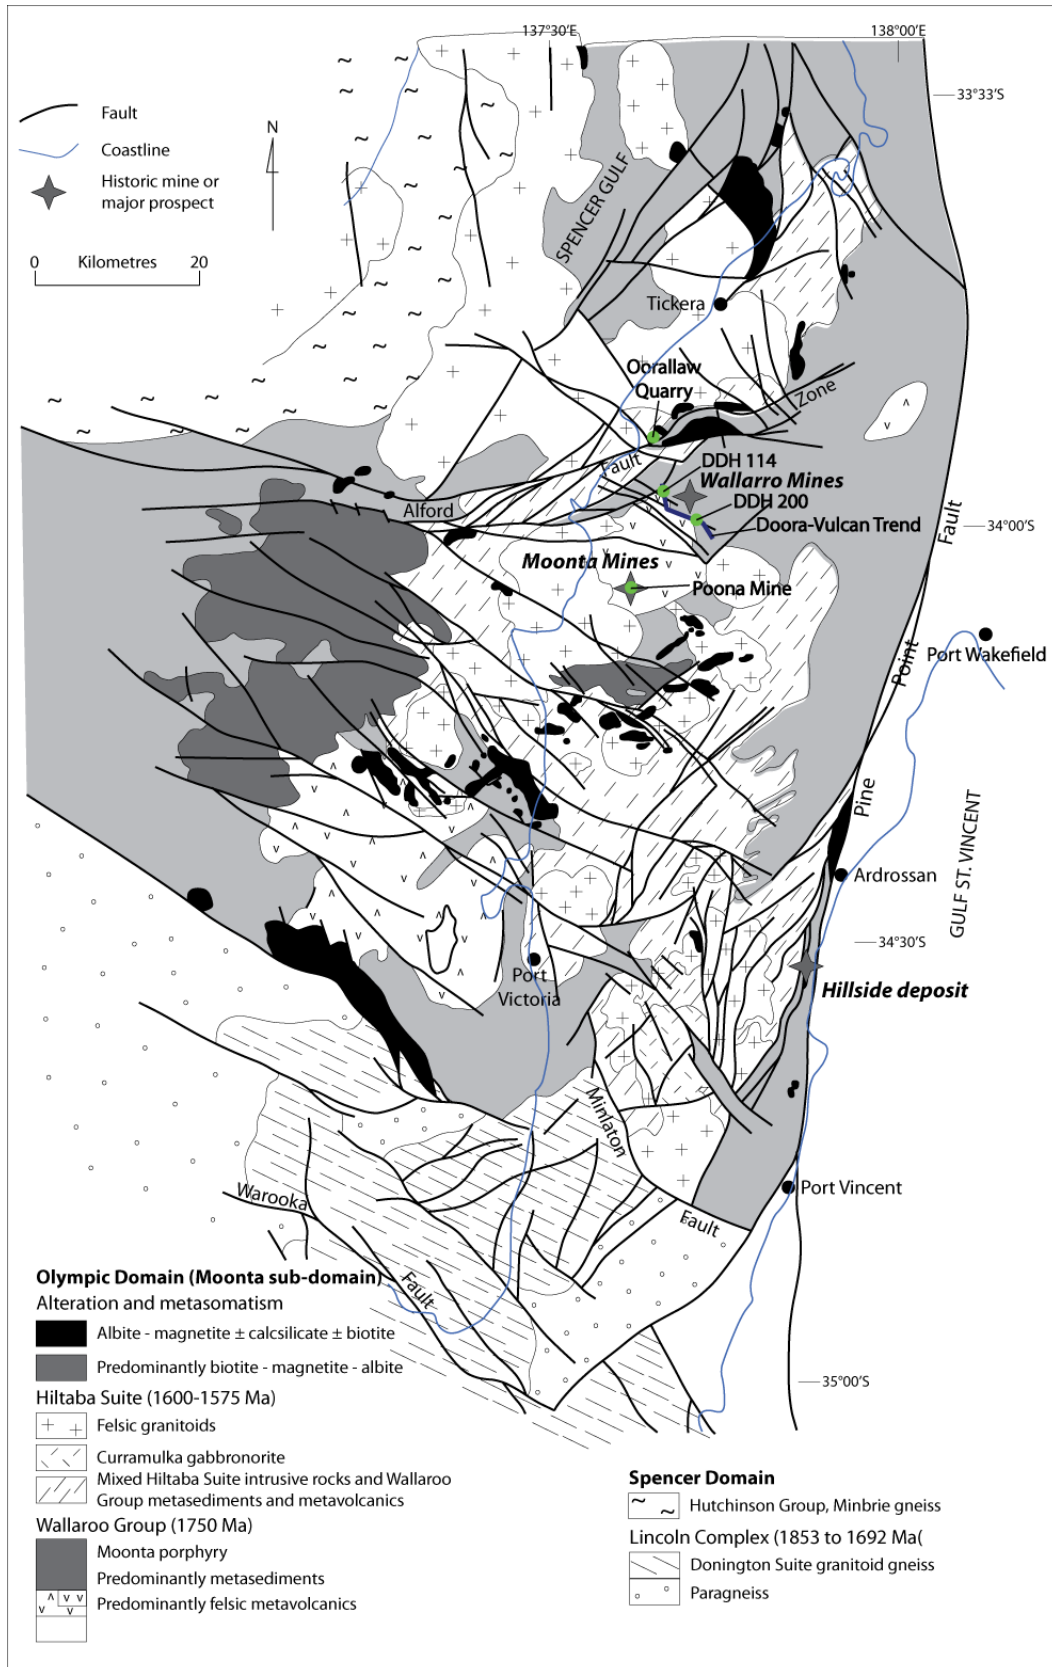 137°30'E
138°00'E
33°33'S
Fault
Coastline
Historic mine or
major prospect
N
0 Kilometres 20
SPENCER GULF
Tickera
Oorallaw
Quarry
Zone
Fault
DDH 114
Wallarro Mines
DDH 200
Doora-Vulcan Trend
Alford
34°00'S
Fault
Moonta Mines
Poona Mine
Port Wakefield
Point
Pine
GULF ST. VINCENT
Ardrossan
34°30'S
Port
Victoria
Hillside deposit
Minlaton
Fault
Port Vincent
Warooka
Fault
35°00'S
Olympic Domain (Moonta sub-domain)
Alteration and metasomatism
Albite - magnetite ± calcsilicate ± biotite
Predominantly biotite - magnetite - albite
Hiltaba Suite (1600-1575 Ma)
Felsic granitoids
Curramulka gabbronorite
Mixed Hiltaba Suite intrusive rocks and Wallaroo
Group metasediments and metavolcanics
Wallaroo Group (1750 Ma)
Moonta porphyry
Predominantly metasediments
Predominantly felsic metavolcanics
Spencer Domain
Hutchinson Group, Minbrie gneiss
Lincoln Complex (1853 to 1692 Ma(
Donington Suite granitoid gneiss
Paragneiss